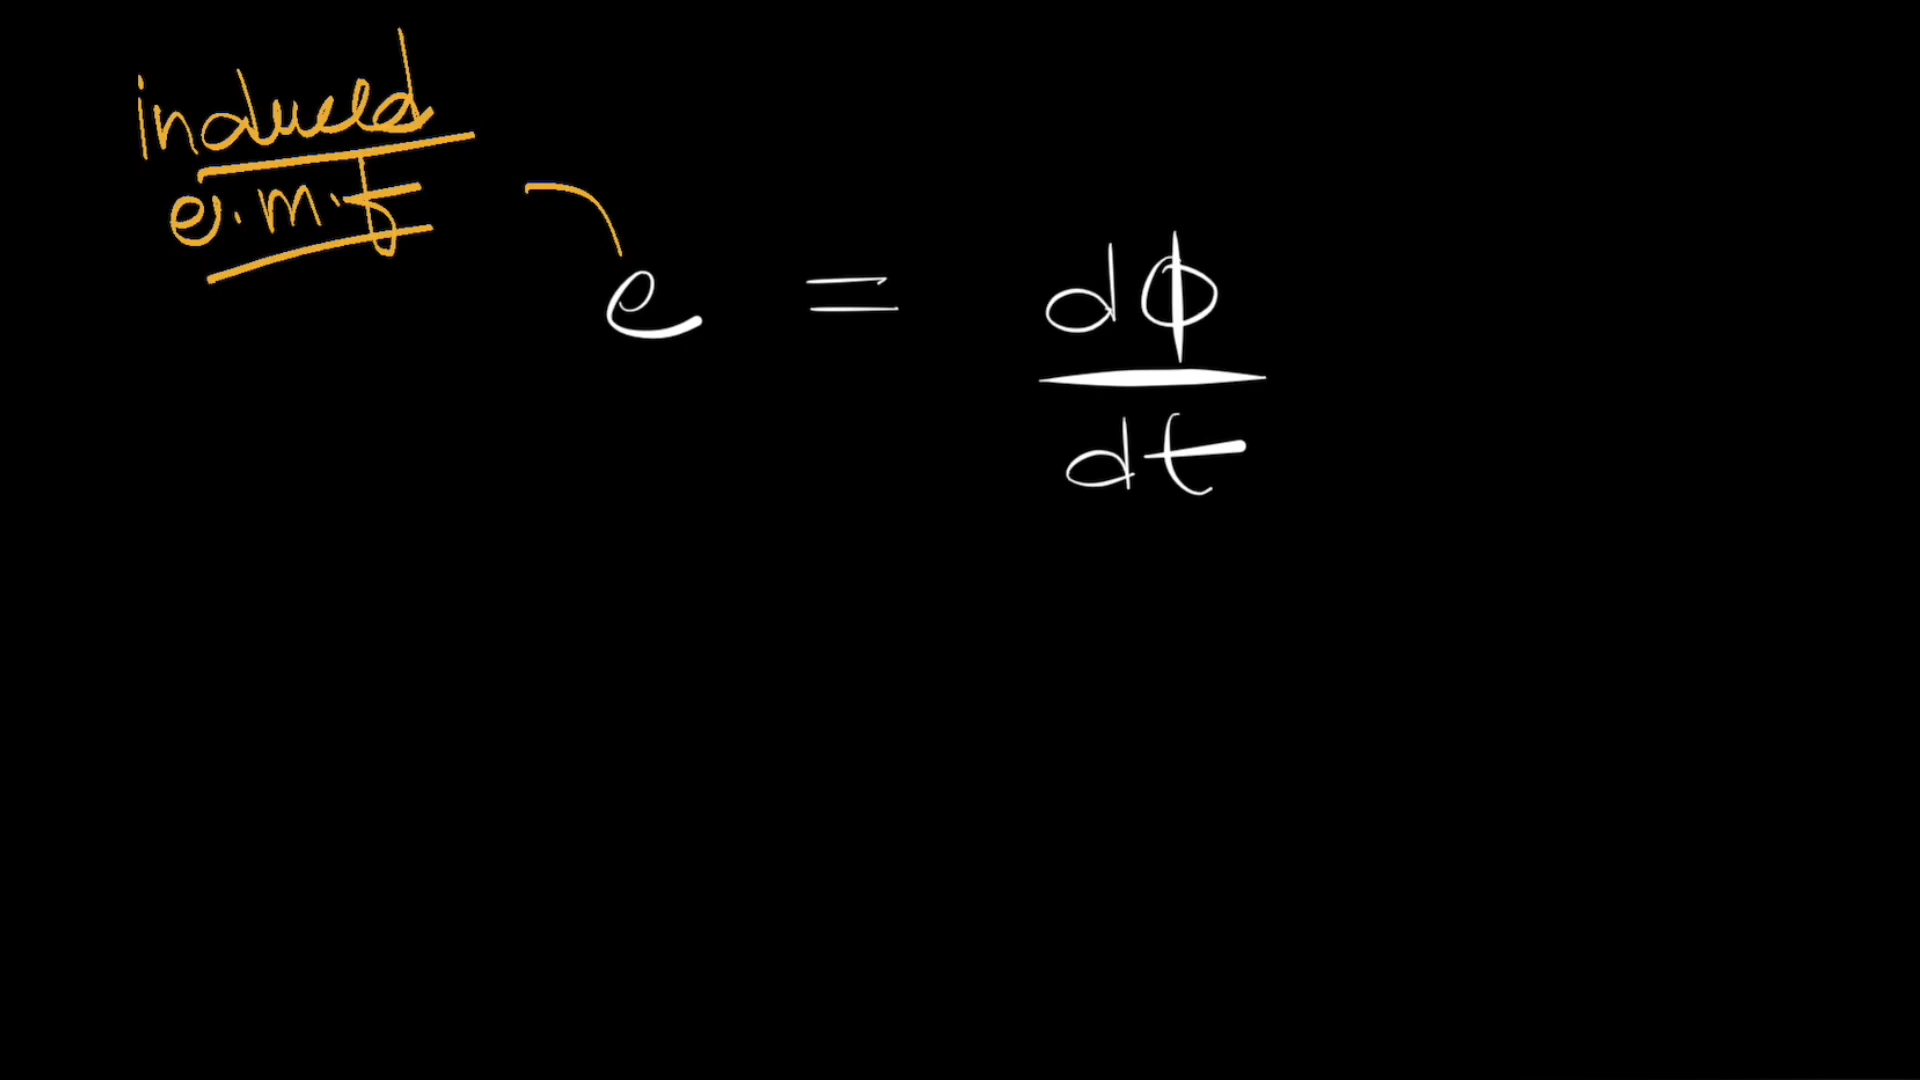 induced
e.m.f
e = dϕ
dt